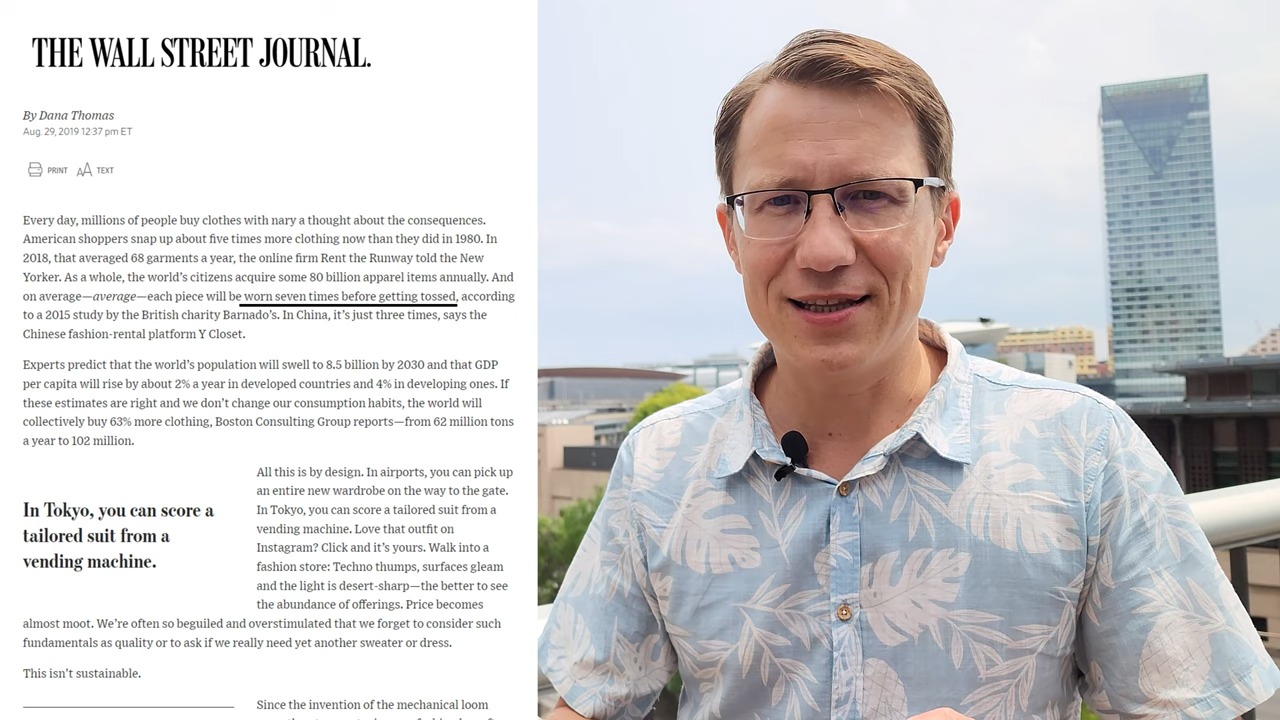 THE WALL STREET JOURNAL.
By Dana Thomas
Aug. 29, 2019 12:37 pm ET
PRINT AA TEXT
Every day, millions of people buy clothes with nary a thought about the consequences.
American shoppers snap up about five times more clothing now than they did in 1980. In
2018, that averaged 68 garments a year, the online firm Rent the Runway told the New
Yorker. As a whole, the world's citizens acquire some 80 billion apparel items annually. And
on average—average—each piece will be worn seven times before getting tossed, according
to a 2015 study by the British charity Barnado's. In China, it's just three times, says the
Chinese fashion-rental platform Y Closet.
Experts predict that the world's population will swell to 8.5 billion by 2030 and that GDP
per capita will rise by about 2% a year in developed countries and 4% in developing ones. If
these estimates are right and we don't change our consumption habits, the world will
collectively buy 63% more clothing, Boston Consulting Group reports—from 62 million tons
a year to 102 million.
In Tokyo, you can score a
tailored suit from a
vending machine.
All this is by design. In airports, you can pick up
an entire new wardrobe on the way to the gate.
In Tokyo, you can score a tailored suit from a
vending machine. Love that outfit on
Instagram? Click and it's yours. Walk into a
fashion store: Techno thumps, surfaces gleam
and the light is desert-sharp—the better to see
the abundance of offerings. Price becomes
almost moot. We're often so beguiled and overstimulated that we forget to consider such
fundamentals as quality or to ask if we really need yet another sweater or dress.
This isn't sustainable.
Since the invention of the mechanical loom